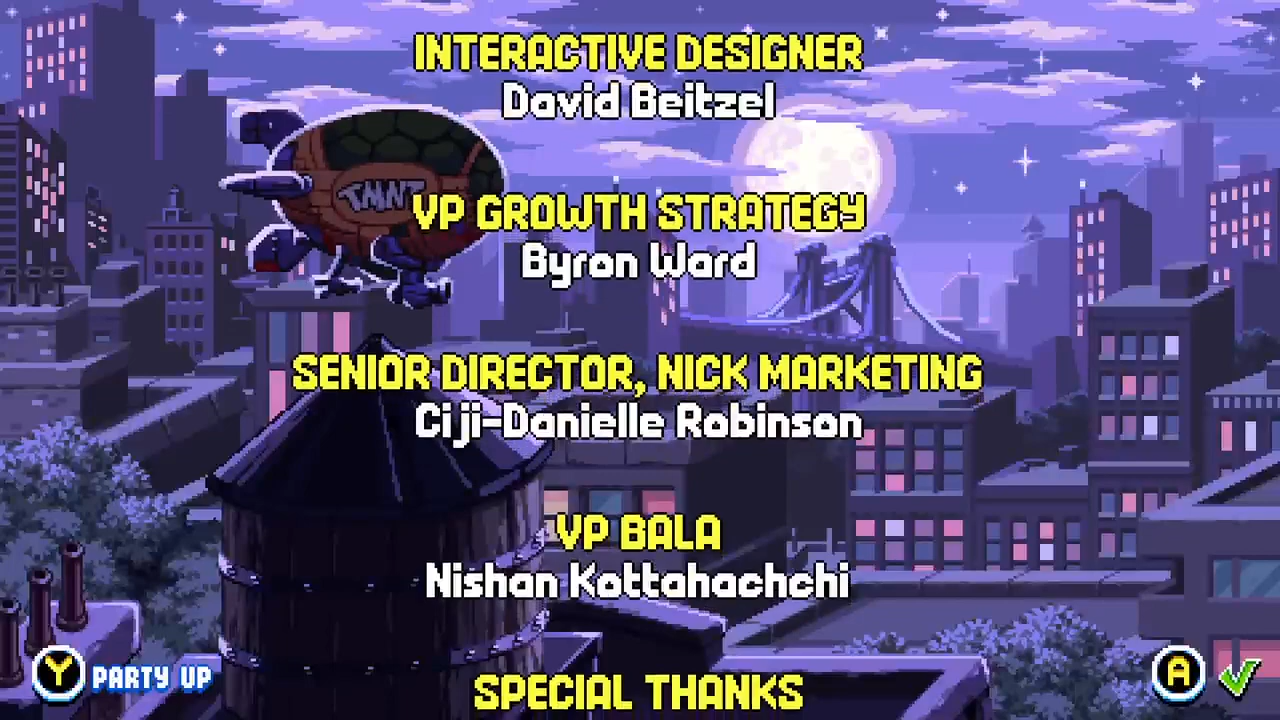 INTERACTIVE DESIGNER
David Beitzel
TMNT
VP GROWTH STRATEGY
Byron Ward
SENIOR DIRECTOR, NICK MARKETING
Ciji-Danielle Robinson
VP BALA
Nishan Kottahachchi
SPECIAL THANKS
Y PARTY UP
A